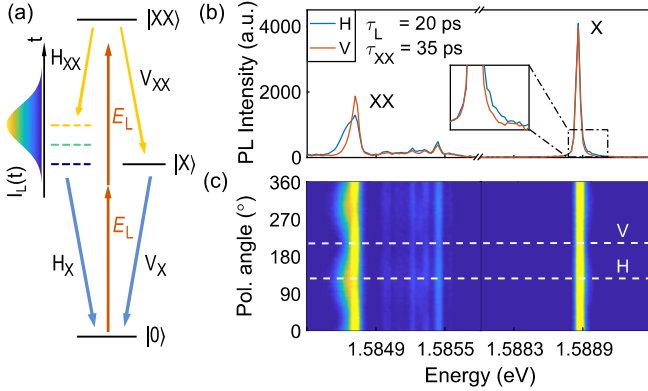 (a)
t
|XX⟩
H_XX
V_XX
E_L
|X⟩
I_L(t)
E_L
H_X
V_X
|0⟩
(b)
PL Intensity (a.u.)
4000
2000
0
H
V
τ_L = 20 ps
τ_XX = 35 ps
XX
X
(c)
Pol. angle (°)
360
270
180
90
0
V
H
1.5849
1.5855
1.5883
1.5889
Energy (eV)